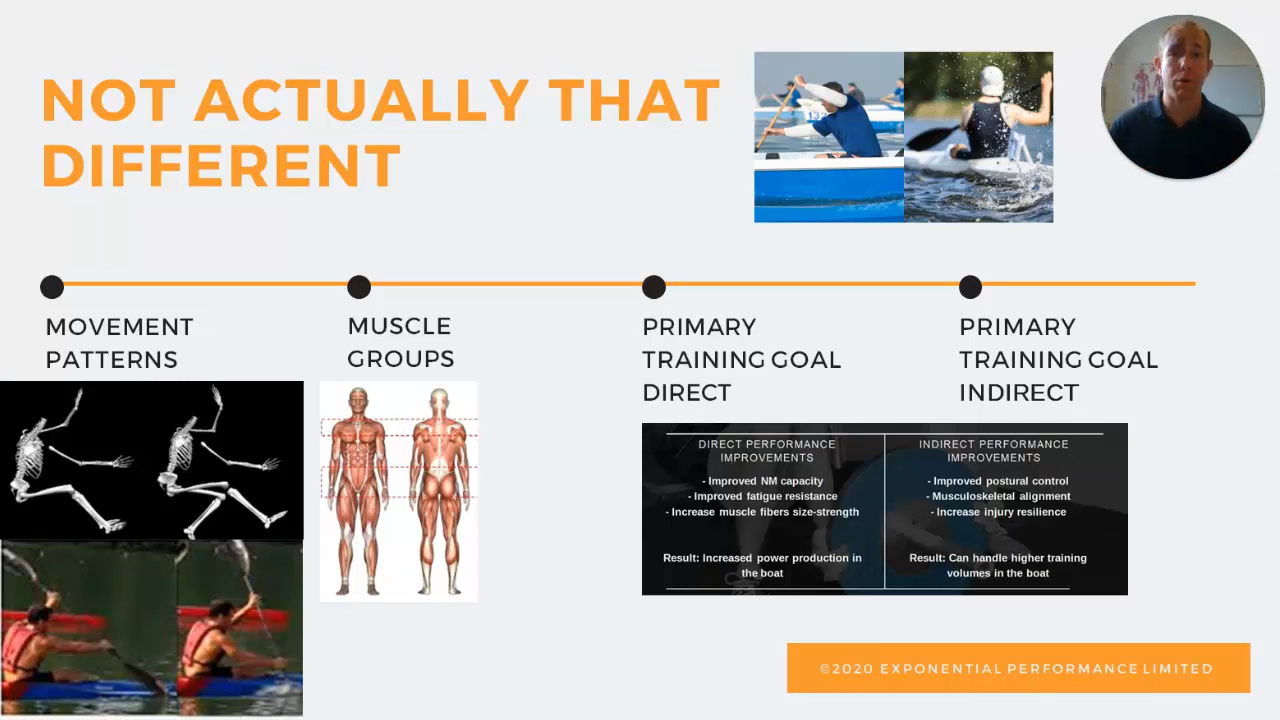 NOT ACTUALLY THAT
DIFFERENT
MOVEMENT
PATTERNS
MUSCLE
GROUPS
PRIMARY
TRAINING GOAL
DIRECT
PRIMARY
TRAINING GOAL
INDIRECT
DIRECT PERFORMANCE
IMPROVEMENTS
- Improved NM capacity
- Improved fatigue resistance
- Increase muscle fibers size-strength
Result: Increased power production in
the boat
INDIRECT PERFORMANCE
IMPROVEMENTS
- Improved postural control
- Musculoskeletal alignment
- Increase injury resilience
Result: Can handle higher training
volumes in the boat
©2020 EXPONENTIAL PERFORMANCE LIMITED